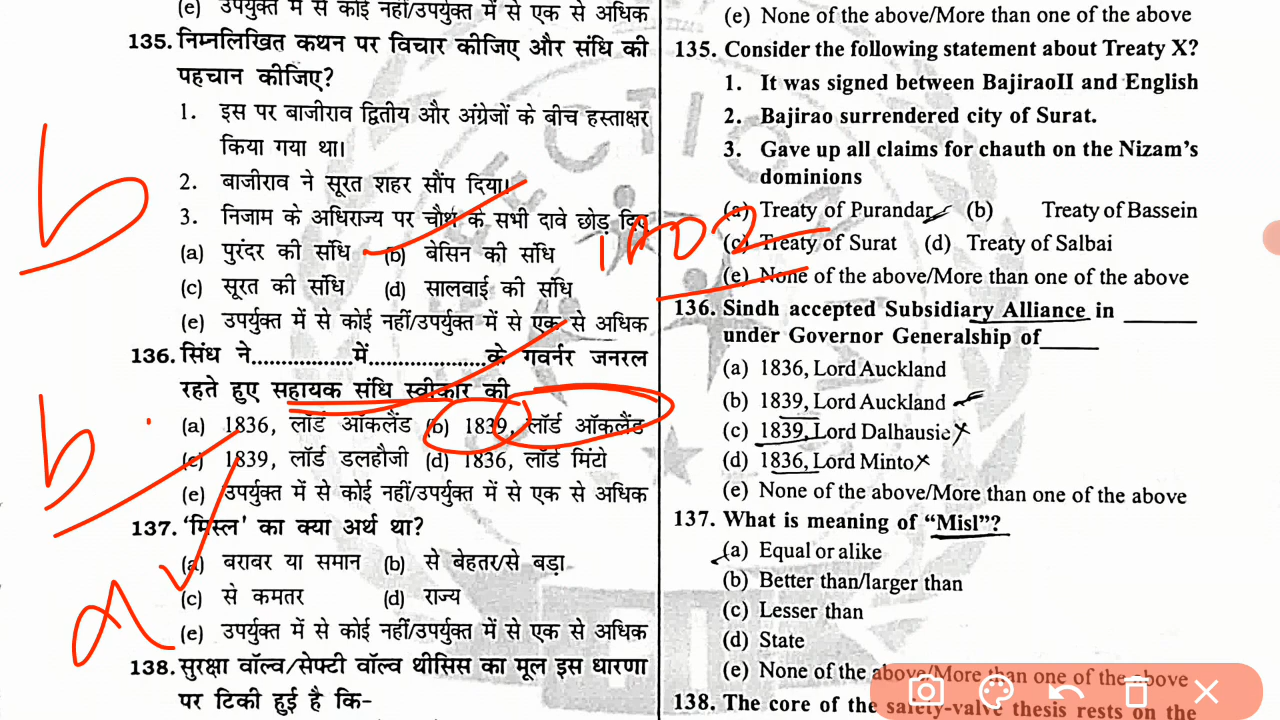 (e) उपर्युक्त में से कोई नहीं/उपर्युक्त में से एक से अधिक
135. निम्नलिखित कथन पर विचार कीजिए और संधि की
पहचान कीजिए?
1. इस पर बाजीराव द्वितीय और अंग्रेजों के बीच हस्ताक्षर
किया गया था।
2. बाजीराव ने सूरत शहर सौंप दिया।
3. निजाम के अधिराज्य पर चौथ के सभी दावे छोड़ दिए
(a) पुरंदर की संधि (b) बेसिन की संधि
(c) सूरत की संधि (d) सालवाई की संधि
(e) उपर्युक्त में से कोई नहीं/उपर्युक्त में से एक से अधिक
136. सिंध ने................में....................के गवर्नर जनरल
रहते हुए सहायक संधि स्वीकार की
(a) 1836, लॉर्ड ऑकलैंड (b) 1839, लॉर्ड ऑकलैंड
(c) 1839, लॉर्ड डलहौजी (d) 1836, लॉर्ड मिंटो
(e) उपर्युक्त में से कोई नहीं/उपर्युक्त में से एक से अधिक
137. 'मिस्ल' का क्या अर्थ था?
(a) बराबर या समान (b) से बेहतर/से बड़ा
(c) से कमतर (d) राज्य
(e) उपर्युक्त में से कोई नहीं/उपर्युक्त में से एक से अधिक
138. सुरक्षा वॉल्व/सेफ्टी वॉल्व थीसिस का मूल इस धारणा
पर टिकी हुई है कि-
b
b.
a
1802
(e) None of the above/More than one of the above
135. Consider the following statement about Treaty X?
1. It was signed between BajiraoII and English
2. Bajirao surrendered city of Surat.
3. Gave up all claims for chauth on the Nizam's
dominions
(a) Treaty of Purandar (b) Treaty of Bassein
(c) Treaty of Surat (d) Treaty of Salbai
(e) None of the above/More than one of the above
136. Sindh accepted Subsidiary Alliance in ______
under Governor Generalship of_____
(a) 1836, Lord Auckland
(b) 1839, Lord Auckland
(c) 1839, Lord Dalhausie
(d) 1836, Lord Minto
(e) None of the above/More than one of the above
137. What is meaning of "Misl"?
(a) Equal or alike
(b) Better than/larger than
(c) Lesser than
(d) State
(e) None of the above/More than one of the above
138. The core of the safety-valve thesis rests on the